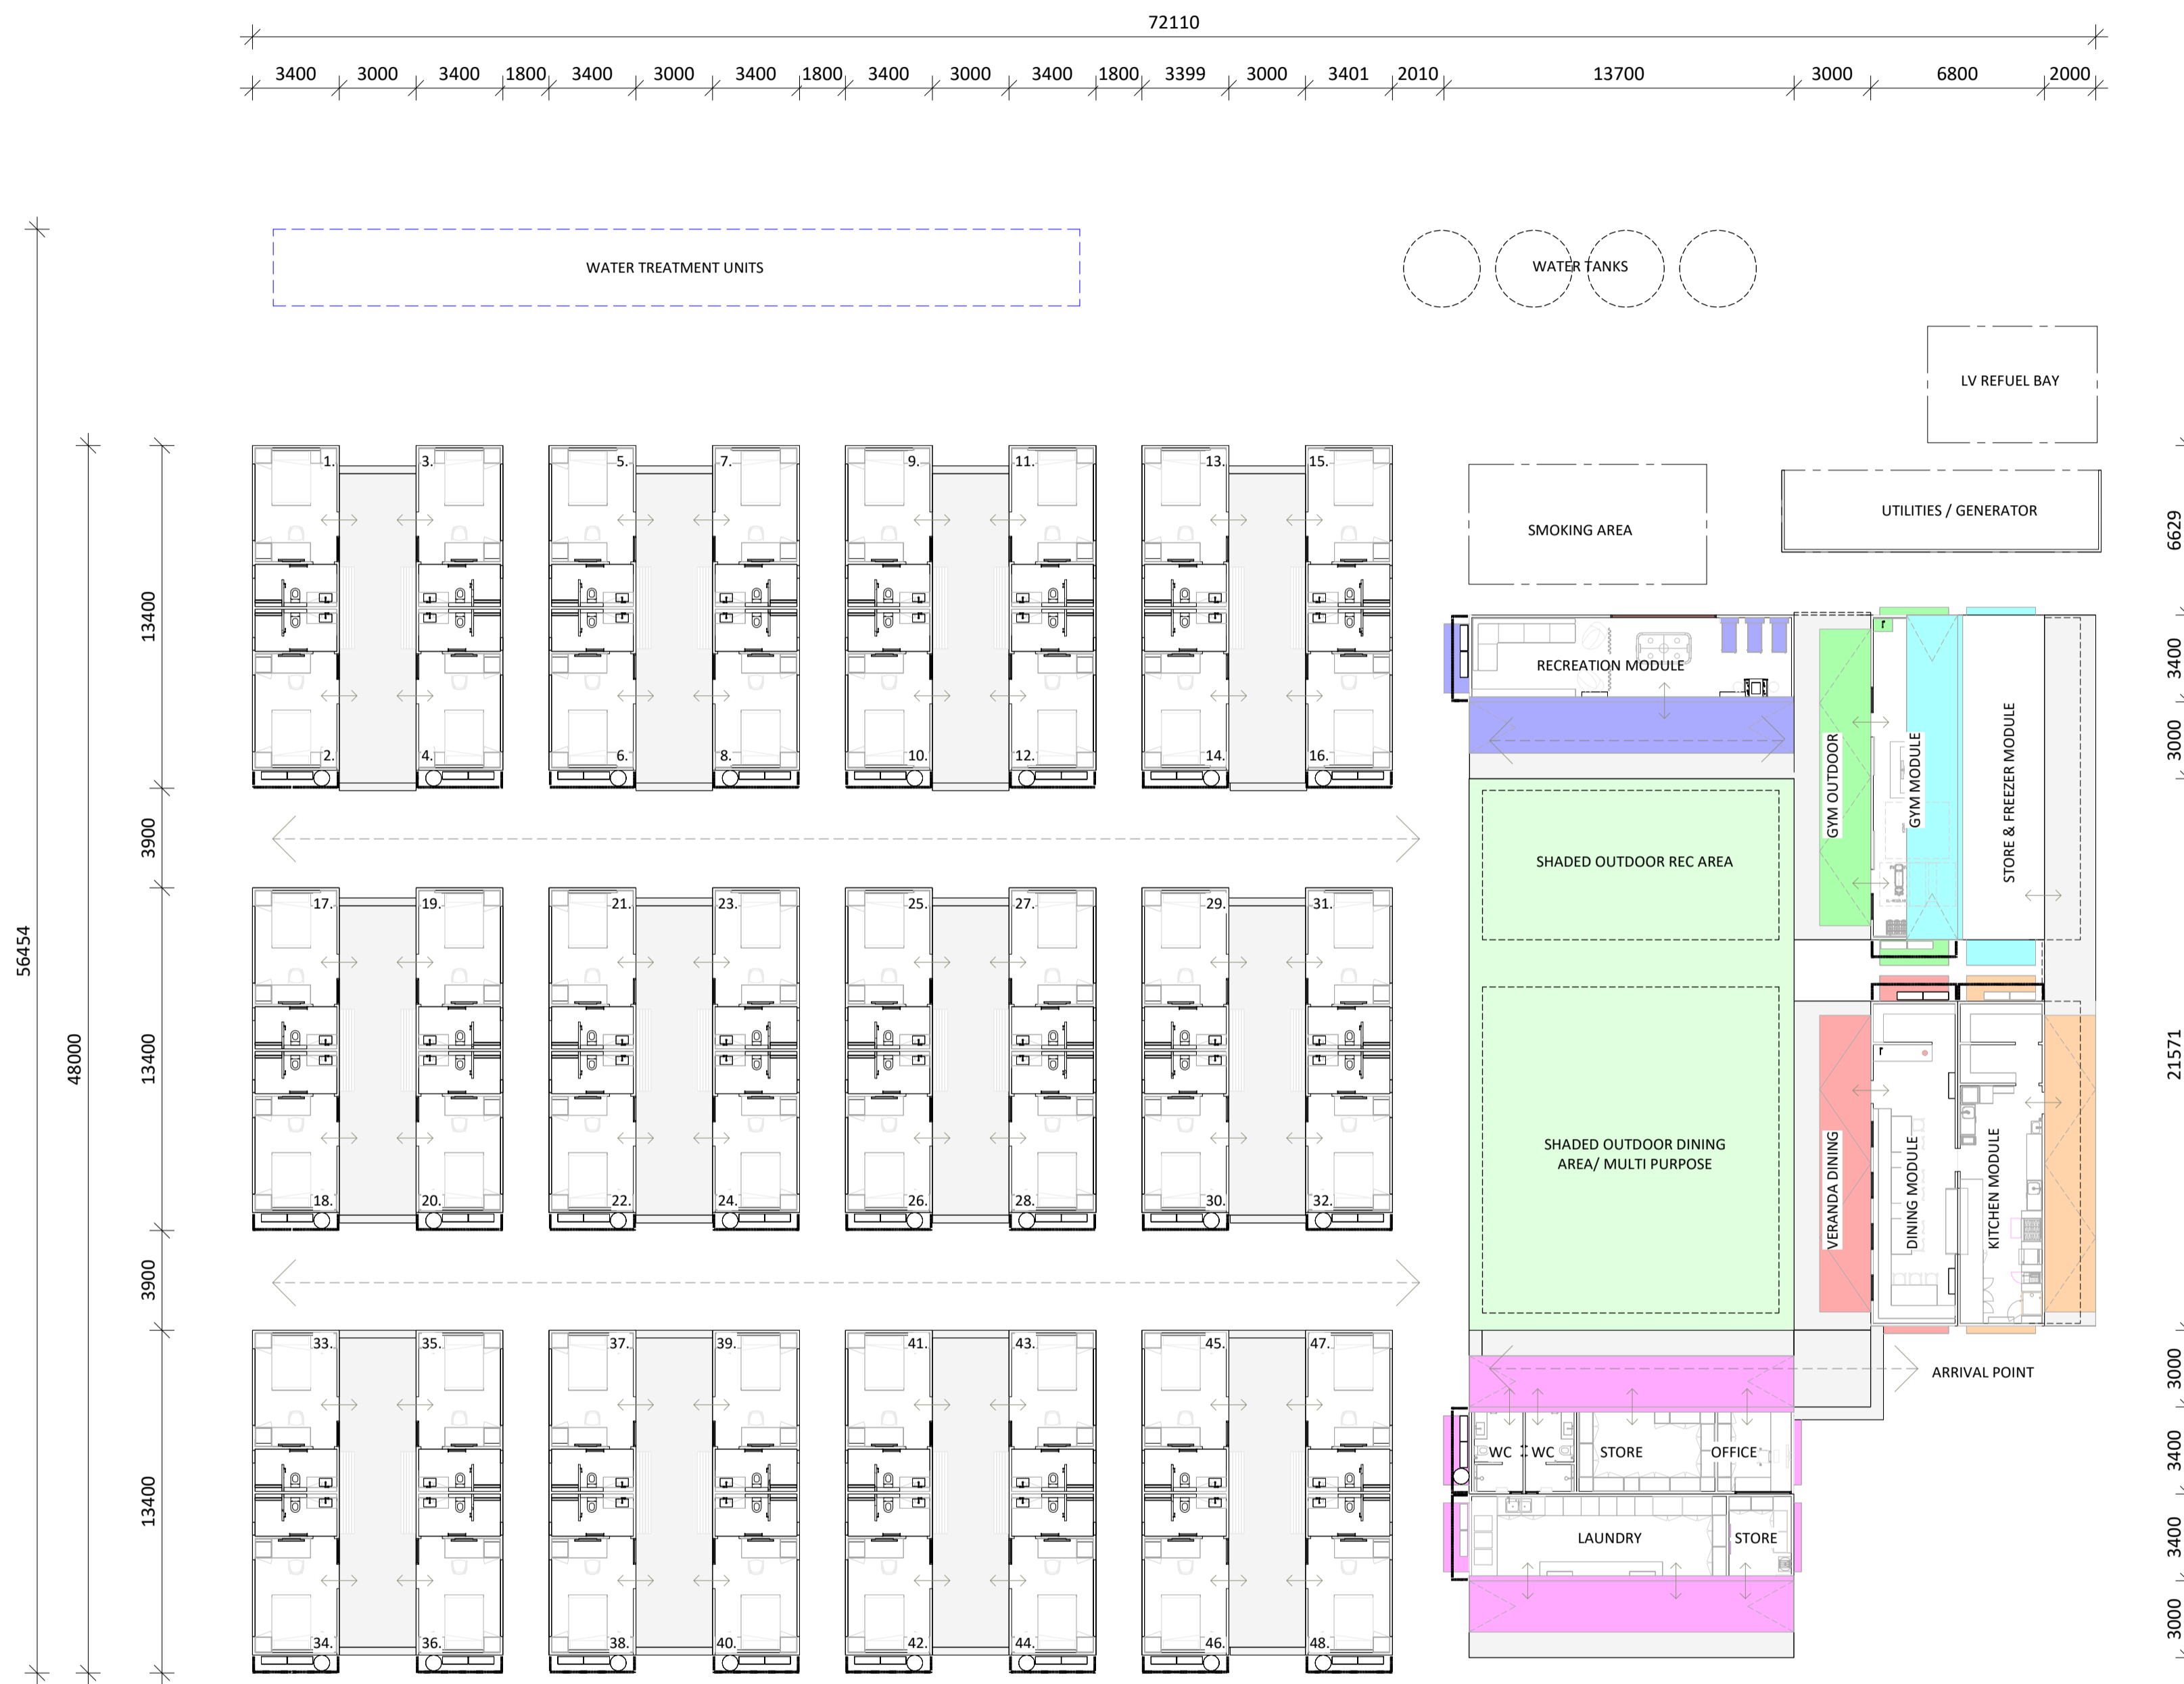 72110
3400 3000 3400 1800 3400 3000 3400 1800 3400 3000 3400 1800 3399 3000 3401 2010 13700 3000 6800 2000
WATER TREATMENT UNITS
WATER TANKS
LV REFUEL BAY
1. 3. 5. 7. 9. 11. 13. 15.
SMOKING AREA
UTILITIES / GENERATOR
6629
13400
RECREATION MODULE
3400
2. 4. 6. 8. 10. 12. 14. 16.
3000
GYM OUTDOOR
GYM MODULE
STORE & FREEZER MODULE
3900
SHADED OUTDOOR REC AREA
17. 19. 21. 23. 25. 27. 29. 31.
56454
48000
13400
21571
SHADED OUTDOOR DINING
AREA/ MULTI PURPOSE
VERANDA DINING
DINING MODULE
KITCHEN MODULE
18. 20. 22. 24. 26. 28. 30. 32.
3900
33. 35. 37. 39. 41. 43. 45. 47.
ARRIVAL POINT
3000
WC WC STORE OFFICE
3400
13400
LAUNDRY STORE
3400
34. 36. 38. 40. 42. 44. 46. 48.
3000